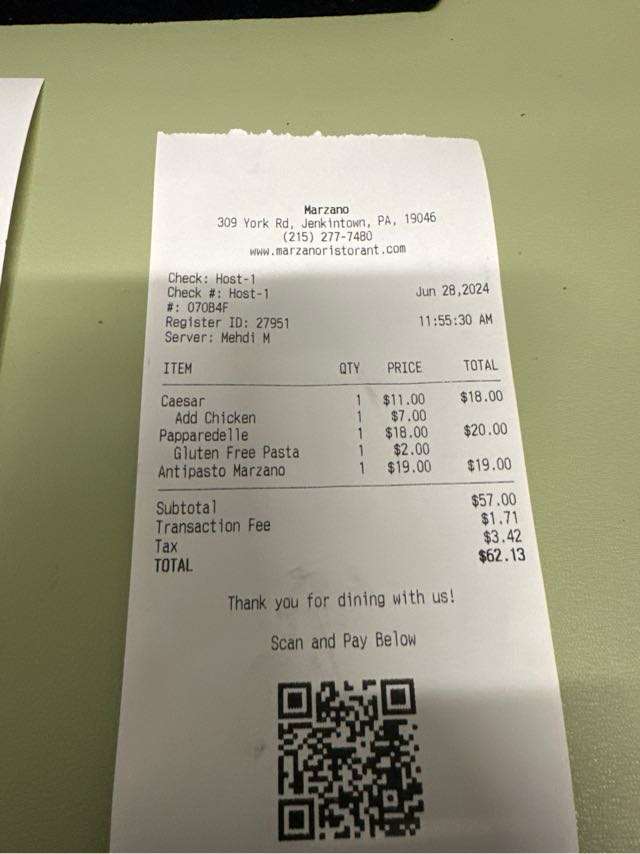 Marzano
309 York Rd, Jenkintown, PA, 19046
(215) 277-7480
www.marzanoristorant.com
Check: Host-1
Check #: Host-1 Jun 28,2024
#: 070B4F
Register ID: 27951 11:55:30 AM
Server: Mehdi M
ITEM QTY PRICE TOTAL
Caesar 1 $11.00 $18.00
Add Chicken 1 $7.00
Papparedelle 1 $18.00 $20.00
Gluten Free Pasta 1 $2.00
Antipasto Marzano 1 $19.00 $19.00
Subtotal $57.00
Transaction Fee $1.71
Tax $3.42
TOTAL $62.13
Thank you for dining with us!
Scan and Pay Below